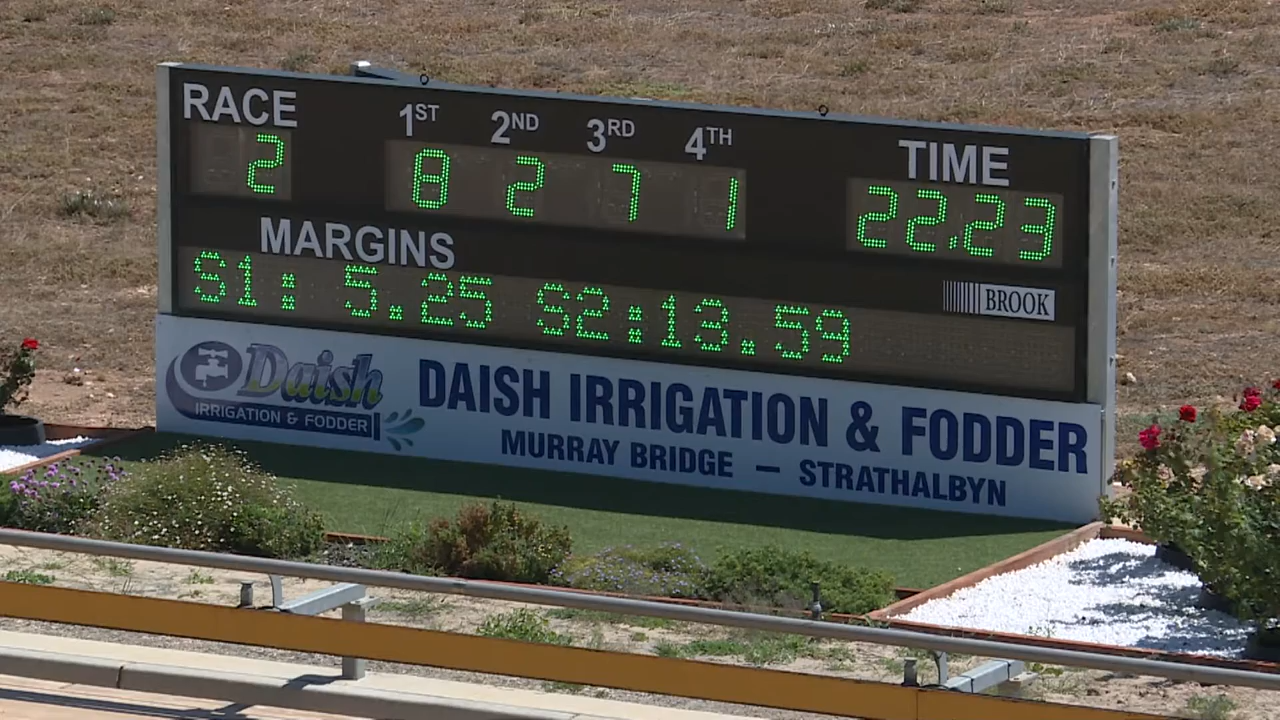 RACE 1ST 2ND 3RD 4TH TIME
2 8 2 7 1 22.23
MARGINS
S1: 5.25 S2:13.59
BROOK
Daish
IRRIGATION & FODDER
DAISH IRRIGATION & FODDER
MURRAY BRIDGE – STRATHALBYN